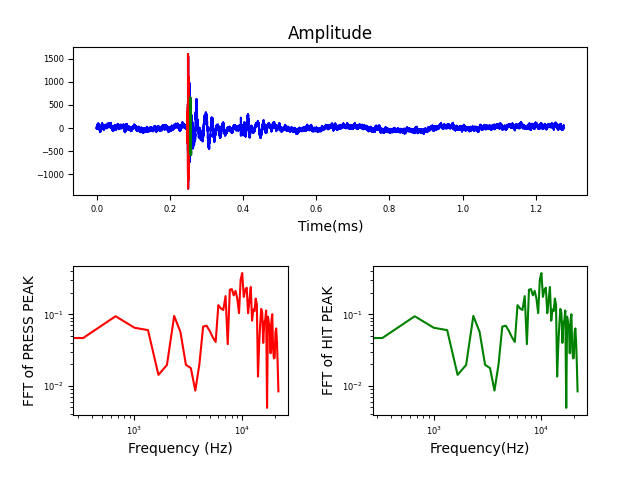 Amplitude
1500
1000
500
0
−500
−1000
0.0 0.2 0.4 0.6 0.8 1.0 1.2
Time(ms)
FFT of PRESS PEAK
10⁻¹
10⁻²
10³ 10⁴
Frequency (Hz)
FFT of HIT PEAK
10⁻¹
10⁻²
10³ 10⁴
Frequency(Hz)